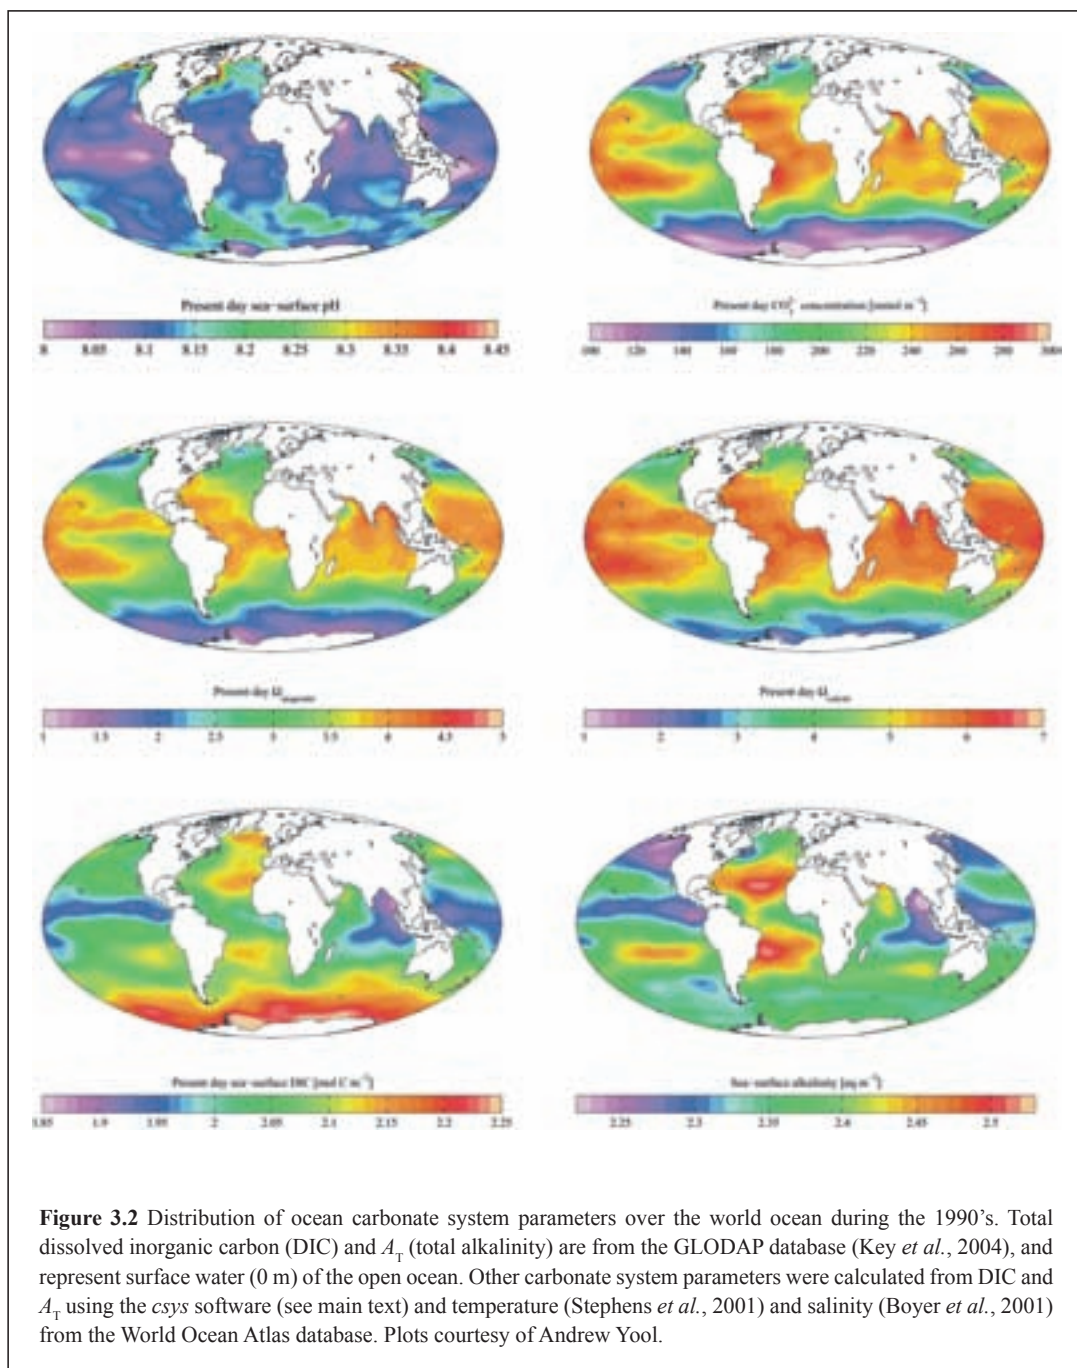 Present day sea-surface pH
8 8.05 8.1 8.15 8.2 8.25 8.3 8.35 8.4 8.45
Present day CO concentration [mmol m⁻³]
100 120 140 160 180 200 220 240 260 280 300
Present day Ω
1 1.5 2 2.5 3 3.5 4 4.5 5
Present day Ω
1 2 3 4 5 6 7
Present day sea-surface DIC [mol C m⁻³]
1.85 1.9 1.95 2 2.05 2.1 2.15 2.2 2.25
Sea-surface alkalinity [eq m⁻³]
2.25 2.3 2.35 2.4 2.45 2.5
Figure 3.2 Distribution of ocean carbonate system parameters over the world ocean during the 1990's. Total
dissolved inorganic carbon (DIC) and A_T (total alkalinity) are from the GLODAP database (Key et al., 2004), and
represent surface water (0 m) of the open ocean. Other carbonate system parameters were calculated from DIC and
A_T using the csys software (see main text) and temperature (Stephens et al., 2001) and salinity (Boyer et al., 2001)
from the World Ocean Atlas database. Plots courtesy of Andrew Yool.